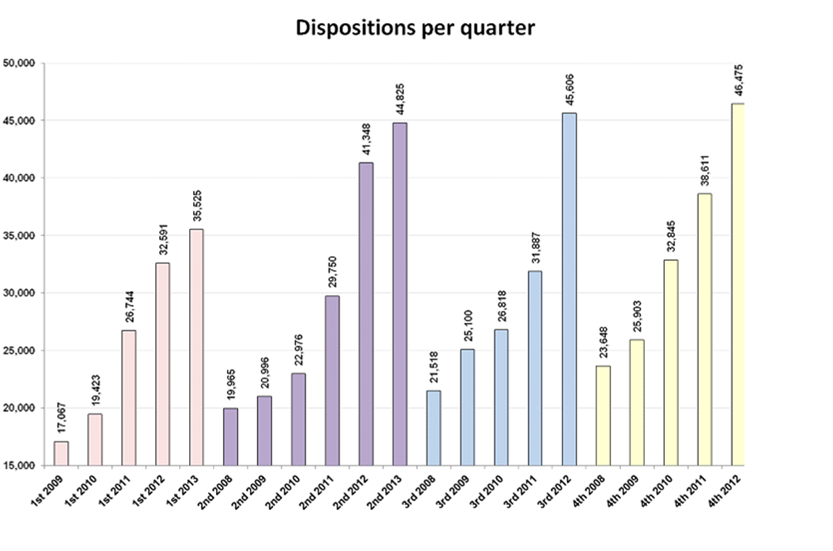 Dispositions per quarter
50,000
45,000
40,000
35,000
30,000
25,000
20,000
15,000
17,067
19,423
26,744
32,591
35,525
19,965
20,996
22,976
29,750
41,348
44,825
21,518
25,100
26,818
31,887
45,606
23,648
25,903
32,845
38,611
46,475
1st 2009
1st 2010
1st 2011
1st 2012
1st 2013
2nd 2008
2nd 2009
2nd 2010
2nd 2011
2nd 2012
2nd 2013
3rd 2008
3rd 2009
3rd 2010
3rd 2011
3rd 2012
4th 2008
4th 2009
4th 2010
4th 2011
4th 2012